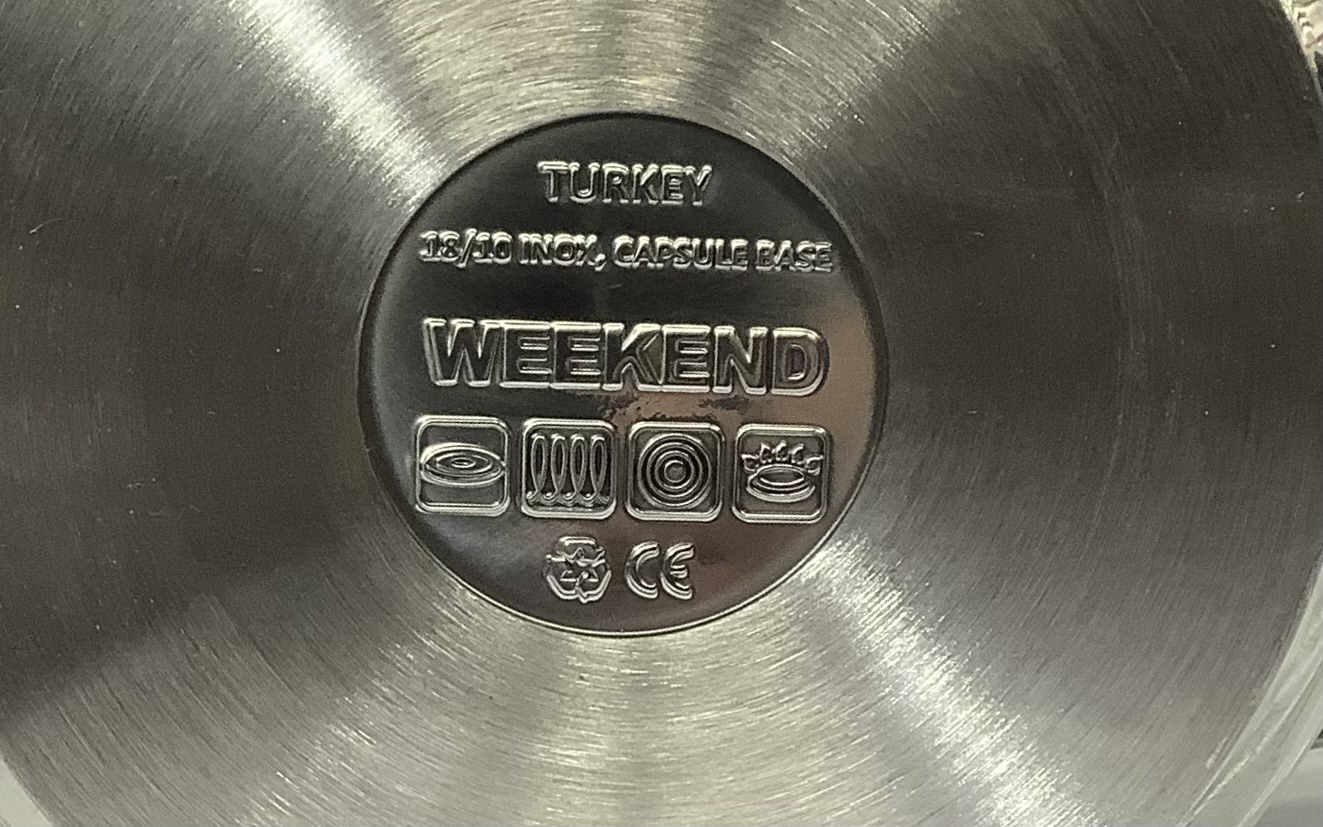 TURKEY
18/10 INOX, CAPSULE BASE
WEEKEND
CE